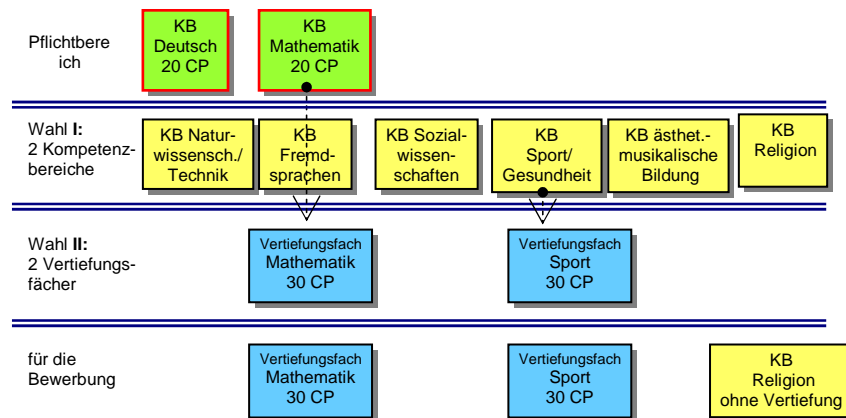 Pflichtbere
ich
KB
Deutsch
20 CP
KB
Mathematik
20 CP
Wahl I:
2 Kompetenz-
bereiche
KB Natur-
wissensch./
Technik
KB
Fremd-
sprachen
KB Sozial-
wissen-
schaften
KB
Sport/
Gesundheit
KB ästhet.-
musikalische
Bildung
KB
Religion
Wahl II:
2 Vertiefungs-
fächer
Vertiefungsfach
Mathematik
30 CP
Vertiefungsfach
Sport
30 CP
für die
Bewerbung
Vertiefungsfach
Mathematik
30 CP
Vertiefungsfach
Sport
30 CP
KB
Religion
ohne Vertiefung